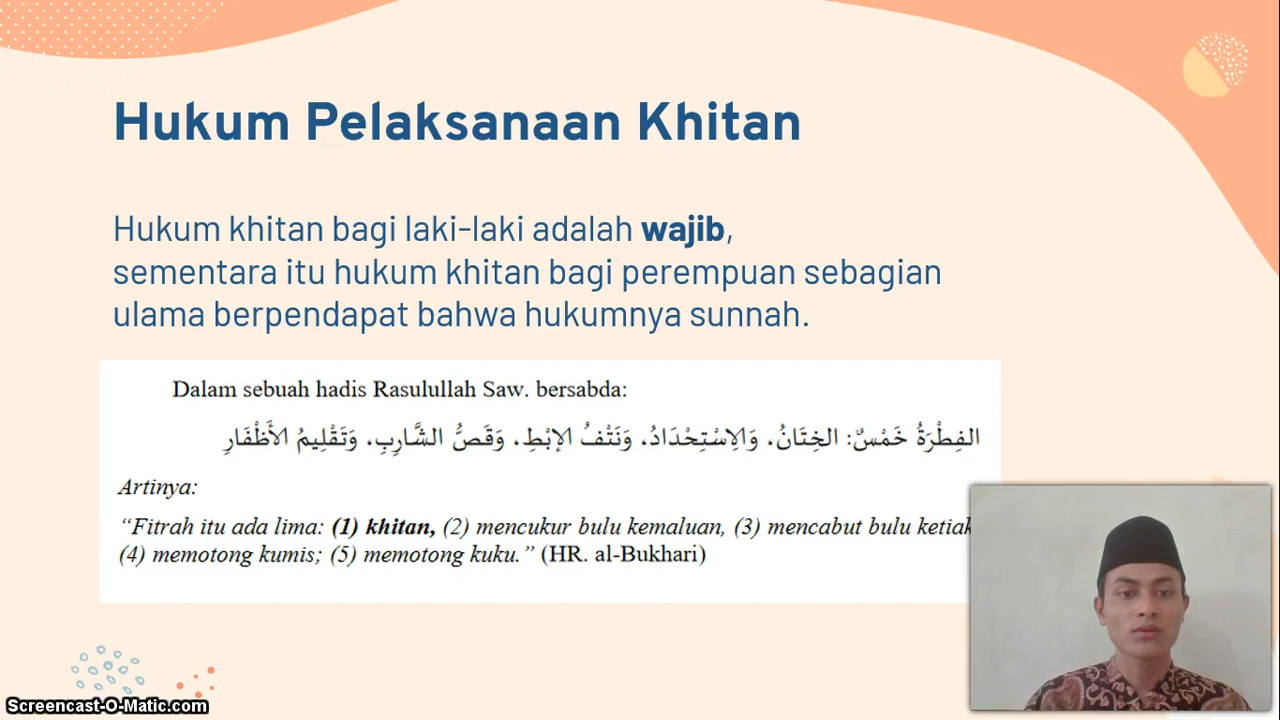 Hukum Pelaksanaan Khitan
Hukum khitan bagi laki-laki adalah wajib,
sementara itu hukum khitan bagi perempuan sebagian
ulama berpendapat bahwa hukumnya sunnah.
Dalam sebuah hadis Rasulullah Saw. bersabda:
الفِطْرَةُ خَمْسٌ: الخِتَانُ، وَالِاسْتِحْدَادُ، وَنَتْفُ الإِبْطِ، وَقَصُّ الشَّارِبِ، وَتَقْلِيمُ الأَظْفَارِ
Artinya:
“Fitrah itu ada lima: (1) khitan, (2) mencukur bulu kemaluan, (3) mencabut bulu ketiak
(4) memotong kumis; (5) memotong kuku.” (HR. al-Bukhari)
Screencast-O-Matic.com